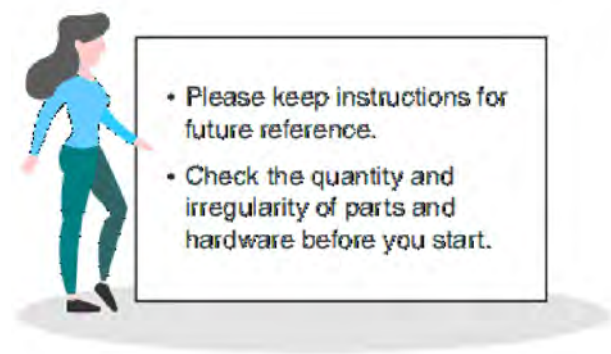 • Please keep instructions for
future reference.
• Check the quantity and
irregularity of parts and
hardware before you start.